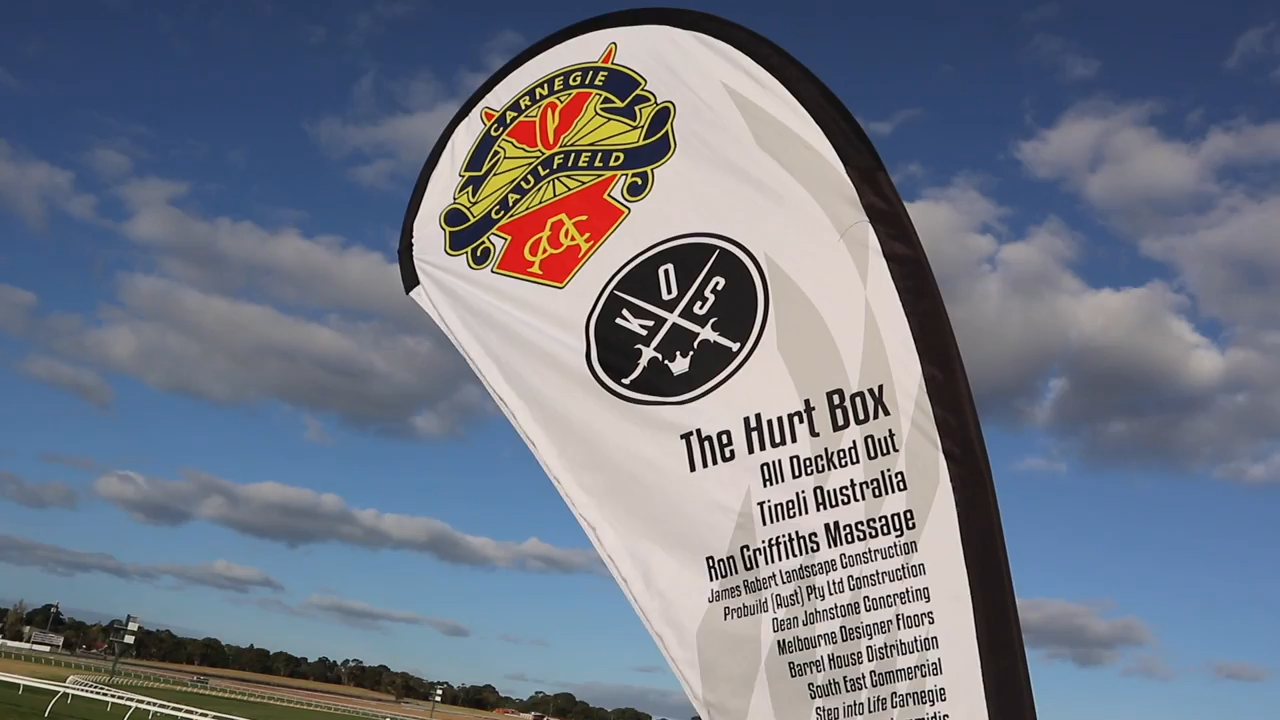 CARNEGIE
CAULFIELD
CC
K O S
The Hurt Box
All Decked Out
Tineli Australia
Ron Griffiths Massage
James Robert Landscape Construction
Probuild (Aust) Pty Ltd Construction
Dean Johnstone Concreting
Melbourne Designer Floors
Barrel House Distribution
South East Commercial
Step into Life Carnegie